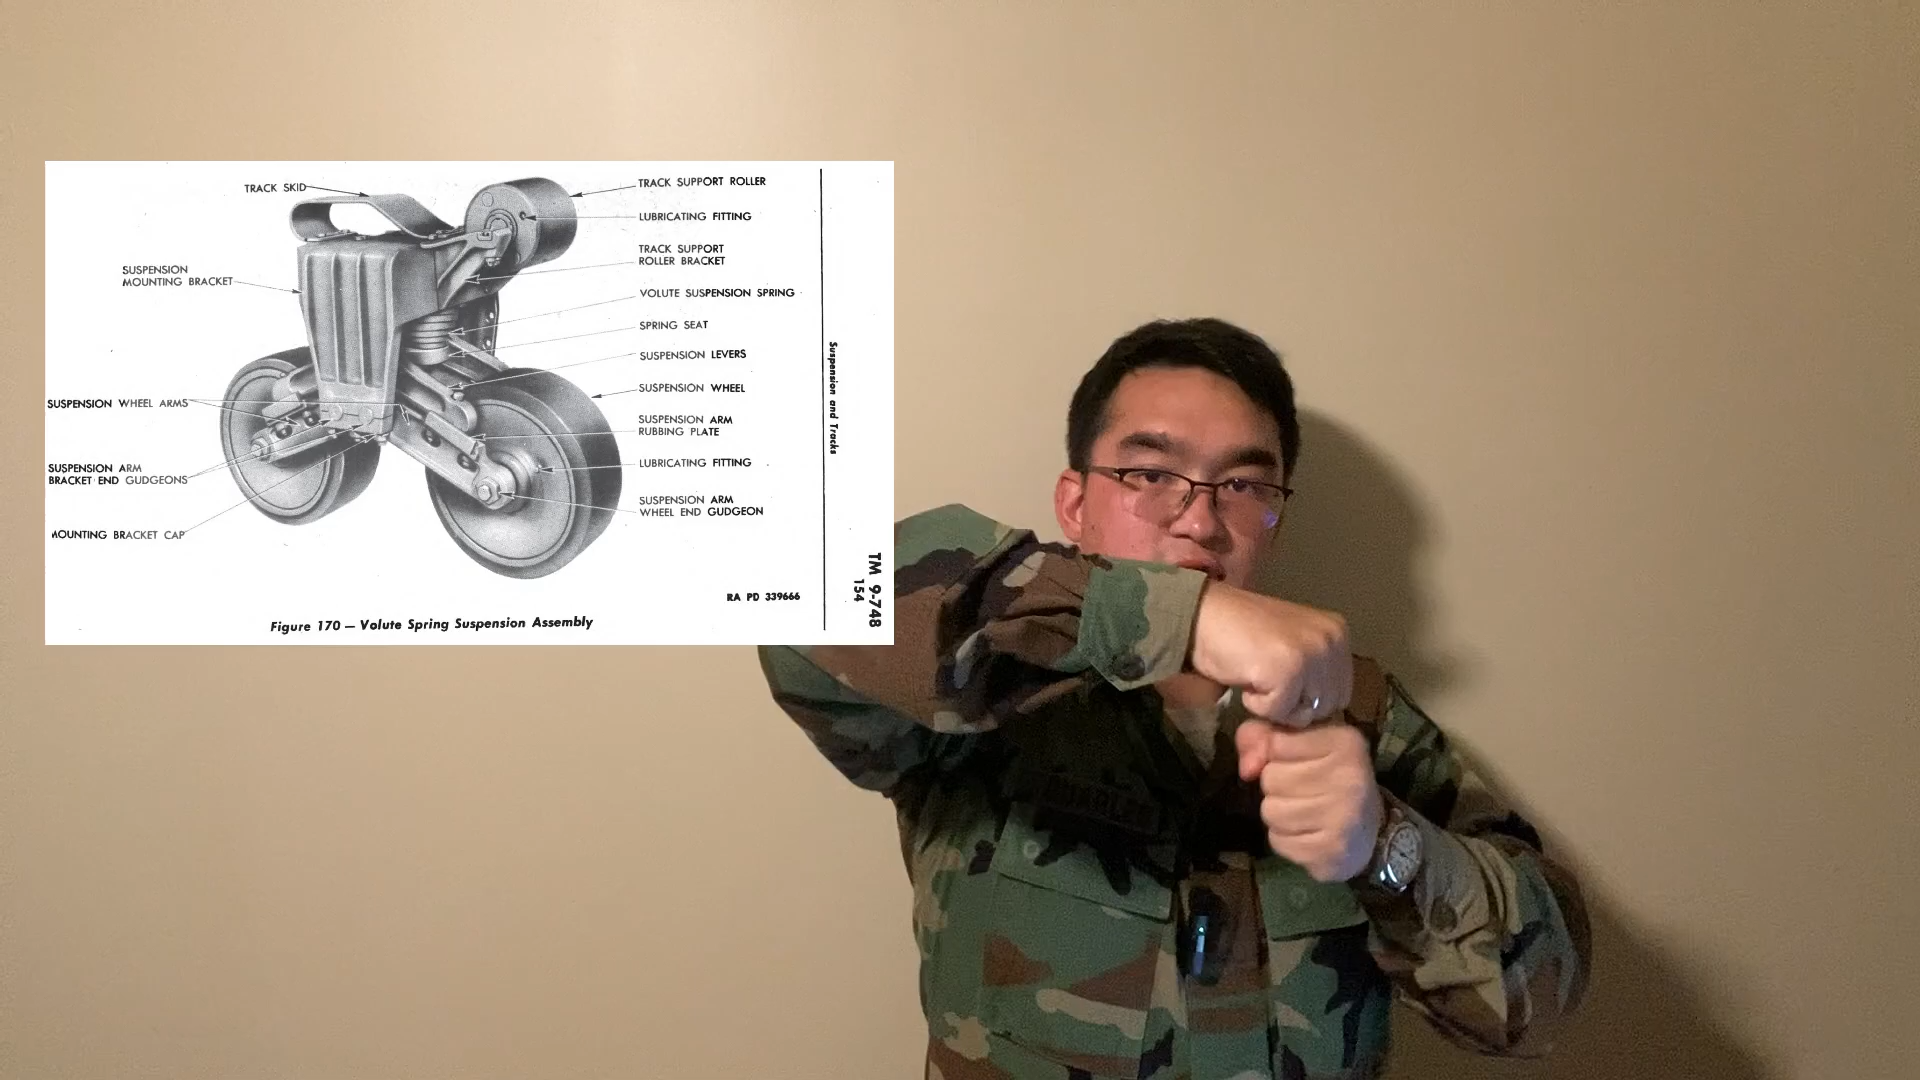 TRACK SKID
SUSPENSION
MOUNTING BRACKET
SUSPENSION WHEEL ARMS
SUSPENSION ARM
BRACKET END GUDGEONS
MOUNTING BRACKET CAP
TRACK SUPPORT ROLLER
LUBRICATING FITTING
TRACK SUPPORT
ROLLER BRACKET
VOLUTE SUSPENSION SPRING
SPRING SEAT
SUSPENSION LEVERS
SUSPENSION WHEEL
SUSPENSION ARM
RUBBING PLATE
LUBRICATING FITTING
SUSPENSION ARM
WHEEL END GUDGEON
RA PD 339666
Figure 170 — Volute Spring Suspension Assembly
Suspension and Tracks
TM 9-748
154